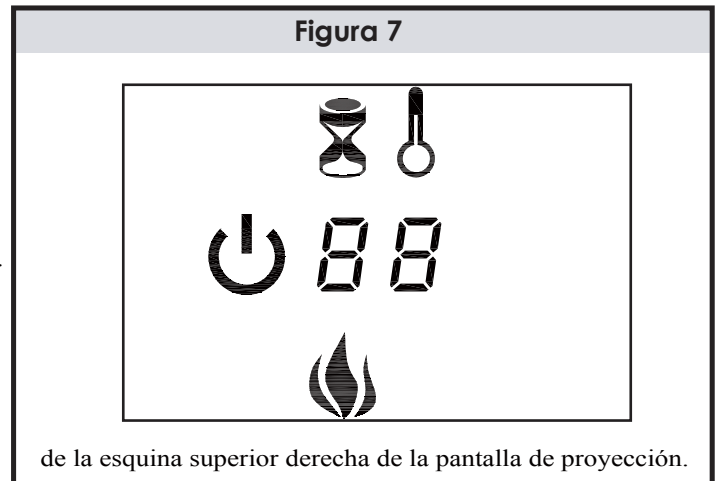 Figura 7
88
de la esquina superior derecha de la pantalla de proyección.